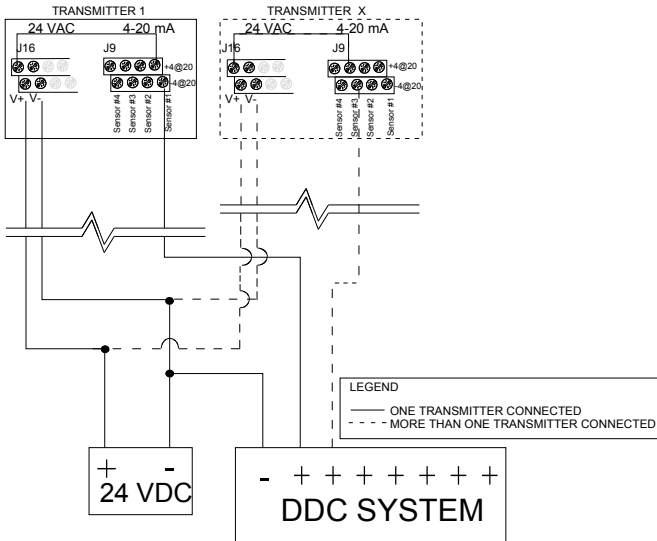 TRANSMITTER 1
24 VAC 4-20 mA
J16 J9
+4@20
-4@20
V+ V-
Sensor #4
Sensor #3
Sensor #2
Sensor #1
TRANSMITTER X
24 VAC 4-20 mA
J16 J9
+4@20
-4@20
V+ V-
Sensor #4
Sensor #3
Sensor #2
Sensor #1
LEGEND
ONE TRANSMITTER CONNECTED
MORE THAN ONE TRANSMITTER CONNECTED
+ -
24 VDC
- + + + + + + +
DDC SYSTEM